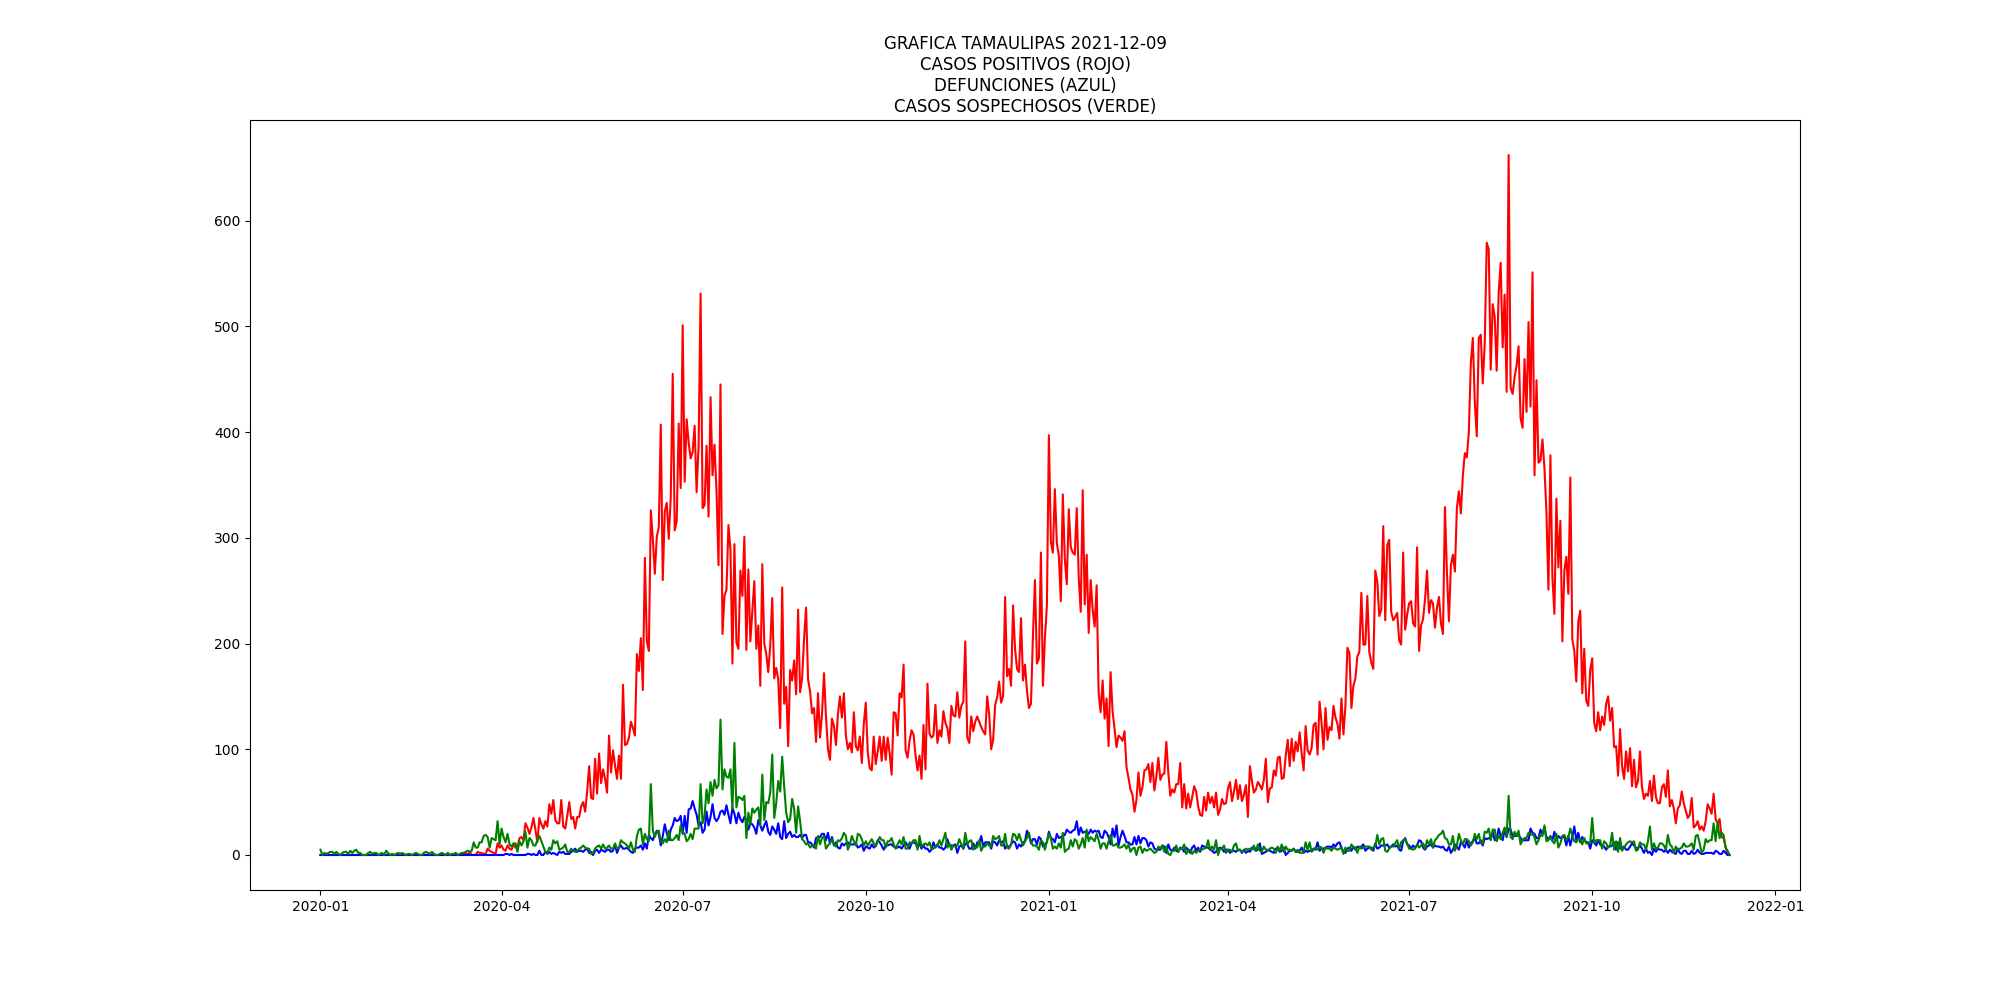 GRAFICA TAMAULIPAS 2021-12-09
CASOS POSITIVOS (ROJO)
DEFUNCIONES (AZUL)
CASOS SOSPECHOSOS (VERDE)
600
500
400
300
200
100
0
2020-01 2020-04 2020-07 2020-10 2021-01 2021-04 2021-07 2021-10 2022-01